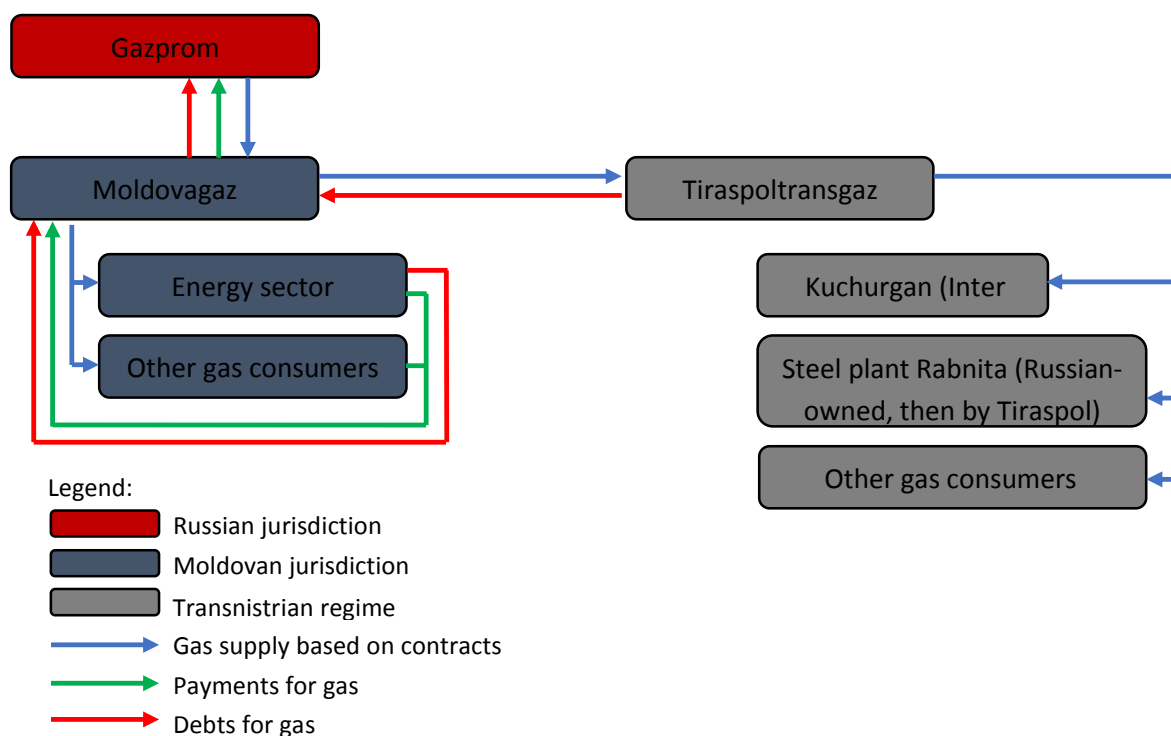 Gazprom
Moldovagaz
Tiraspoltransgaz
Energy sector
Kuchurgan (Inter
Other gas consumers
Steel plant Rabnita (Russian-
owned, then by Tiraspol)
Other gas consumers
Legend:
Russian jurisdiction
Moldovan jurisdiction
Transnistrian regime
Gas supply based on contracts
Payments for gas
Debts for gas